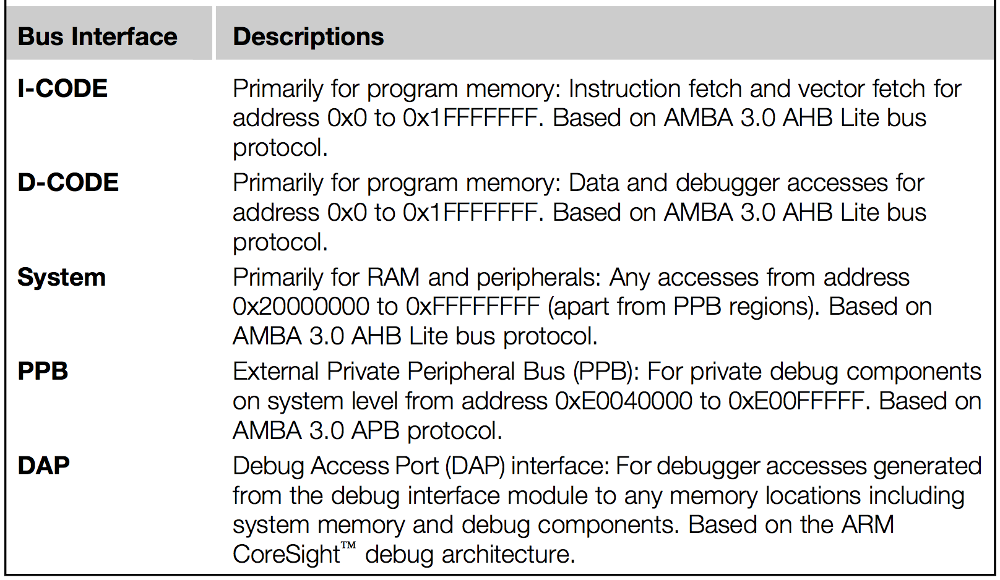 Bus Interface Descriptions
I-CODE Primarily for program memory: Instruction fetch and vector fetch for
address 0x0 to 0x1FFFFFFF. Based on AMBA 3.0 AHB Lite bus
protocol.
D-CODE Primarily for program memory: Data and debugger accesses for
address 0x0 to 0x1FFFFFFF. Based on AMBA 3.0 AHB Lite bus
protocol.
System Primarily for RAM and peripherals: Any accesses from address
0x20000000 to 0xFFFFFFFF (apart from PPB regions). Based on
AMBA 3.0 AHB Lite bus protocol.
PPB External Private Peripheral Bus (PPB): For private debug components
on system level from address 0xE0040000 to 0xE00FFFFF. Based on
AMBA 3.0 APB protocol.
DAP Debug Access Port (DAP) interface: For debugger accesses generated
from the debug interface module to any memory locations including
system memory and debug components. Based on the ARM
CoreSight™ debug architecture.